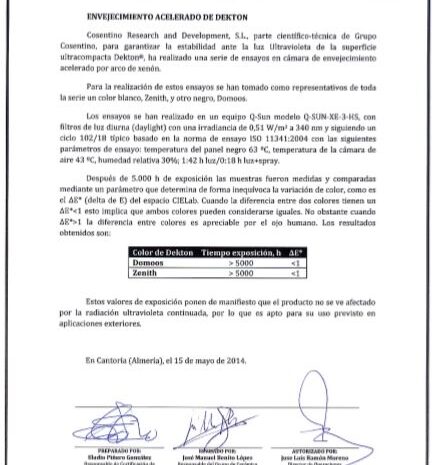 ENVEJECIMIENTO ACELERADO DE DEKTON
Cosentino Research and Development, S.L., parte científico-técnica de Grupo
Cosentino, para garantizar la estabilidad ante la luz Ultravioleta de la superficie
ultracompacta Dekton®, ha realizado una serie de ensayos en cámara de envejecimiento
acelerado por arco de xenón.
Para la realización de estos ensayos se han tomado como representativos de toda
la serie un color blanco, Zenith, y otro negro, Domoos.
Los ensayos se han realizado en un equipo Q-Sun modelo Q-SUN-XE-3-HS, con
filtros de luz diurna (daylight) con una irradiancia de 0,51 W/m² a 340 nm y siguiendo un
ciclo 102/18 típico basado en la norma de ensayo ISO 11341:2004 con las siguientes
parámetros de ensayo: temperatura del panel negro 63 ºC, temperatura de la cámara de
aire 43 ºC, humedad relativa 30%; 1:42 h luz/0:18 h luz+spray.
Después de 5.000 h de exposición las muestras fueron medidas y comparadas
mediante un parámetro que determina de forma inequívoca la variación de color, como es
el ΔE* (delta de E) del espacio CIELab. Cuando la diferencia entre dos colores tienen un
ΔE*<1 esto implica que ambos colores pueden considerarse iguales. No obstante cuando
ΔE*>1 la diferencia entre colores es apreciable por el ojo humano. Los resultados
obtenidos son:
Color de Dekton Tiempo exposición, h ΔE*
Domoos > 5000 <1
Zenith > 5000 <1
Estos valores de exposición ponen de manifiesto que el producto no se ve afectado
por la radiación ultravioleta continuada, por lo que es apto para su uso previsto en
aplicaciones exteriores.
En Cantoria (Almería), el 15 de mayo de 2014.
PREPARADO POR: REVISADO POR: AUTORIZADO POR:
Eladio Piñero González José Manuel Benito López Jose Luis Ramón Moreno